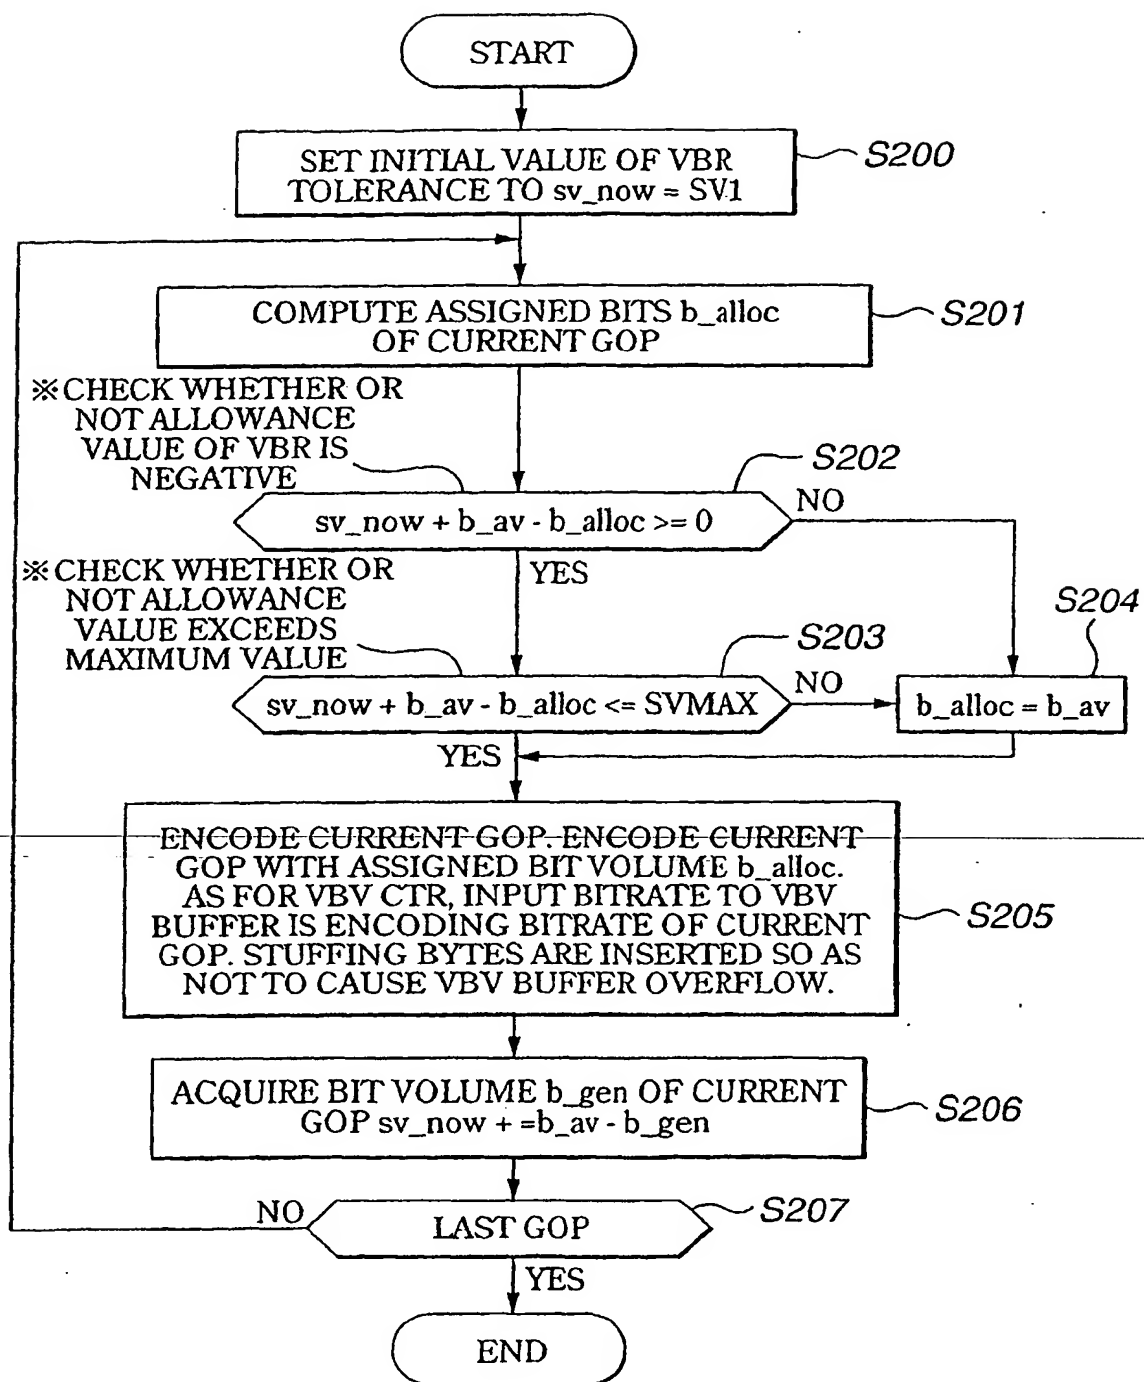 START
SET INITIAL VALUE OF VBR
TOLERANCE TO sv_now = SV1
S200
COMPUTE ASSIGNED BITS b_alloc
OF CURRENT GOP
S201
※CHECK WHETHER OR
NOT ALLOWANCE
VALUE OF VBR IS
NEGATIVE
S202
sv_now + b_av - b_alloc >= 0
NO
YES
※CHECK WHETHER OR
NOT ALLOWANCE
VALUE EXCEEDS
MAXIMUM VALUE
S203
sv_now + b_av - b_alloc <= SVMAX
NO
S204
b_alloc = b_av
YES
ENCODE CURRENT GOP. ENCODE CURRENT
GOP WITH ASSIGNED BIT VOLUME b_alloc.
AS FOR VBV CTR, INPUT BITRATE TO VBV
BUFFER IS ENCODING BITRATE OF CURRENT
GOP. STUFFING BYTES ARE INSERTED SO AS
NOT TO CAUSE VBV BUFFER OVERFLOW.
S205
ACQUIRE BIT VOLUME b_gen OF CURRENT
GOP sv_now + =b_av - b_gen
S206
NO
LAST GOP
S207
YES
END